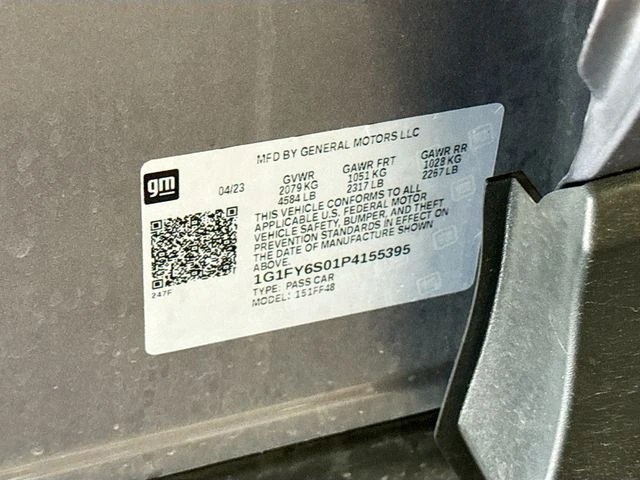 MFD BY GENERAL MOTORS LLC
gm
04/23
GVWR GAWR FRT GAWR RR
2079 KG 1051 KG 1028 KG
4584 LB 2317 LB 2267 LB
THIS VEHICLE CONFORMS TO ALL
APPLICABLE U.S. FEDERAL MOTOR
VEHICLE SAFETY, BUMPER, AND THEFT
PREVENTION STANDARDS IN EFFECT ON
THE DATE OF MANUFACTURE SHOWN
ABOVE.
1G1FY6S01P4155395
TYPE: PASS CAR
MODEL: 1S1FF48
247F